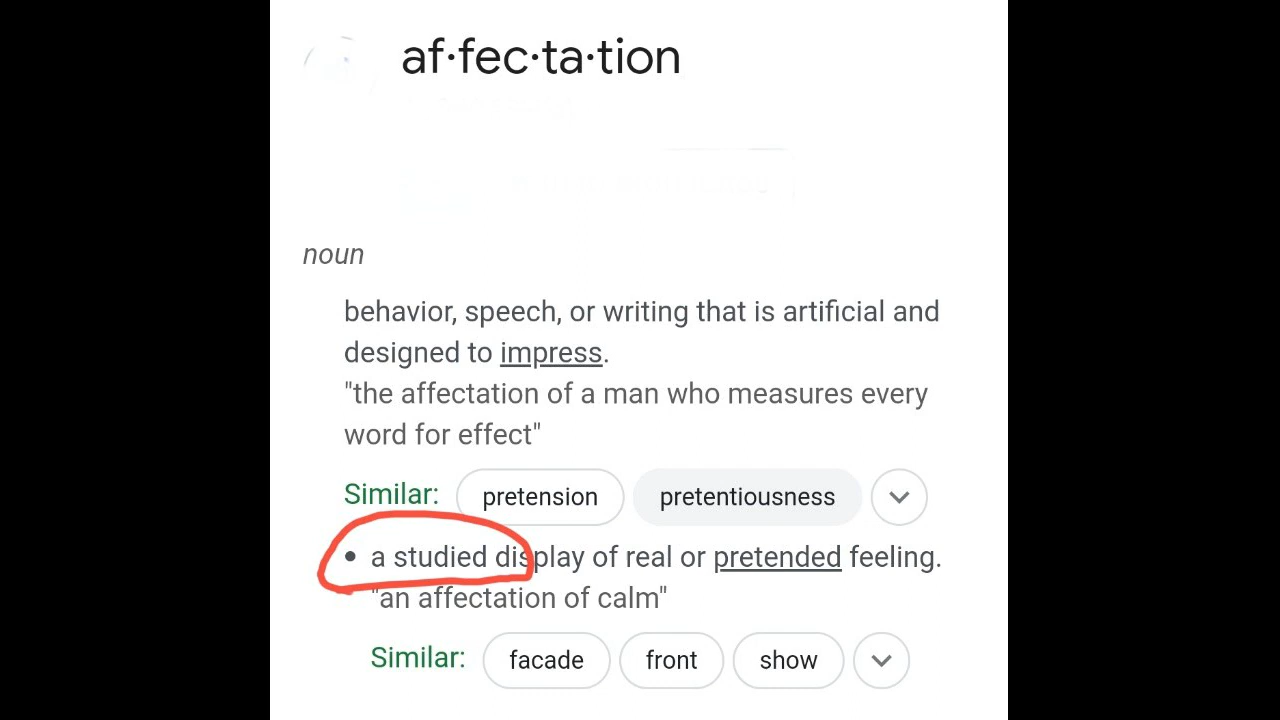 af·fec·ta·tion
noun
behavior, speech, or writing that is artificial and
designed to impress.
"the affectation of a man who measures every
word for effect"
Similar: pretension pretentiousness
• a studied display of real or pretended feeling.
"an affectation of calm"
Similar: facade front show